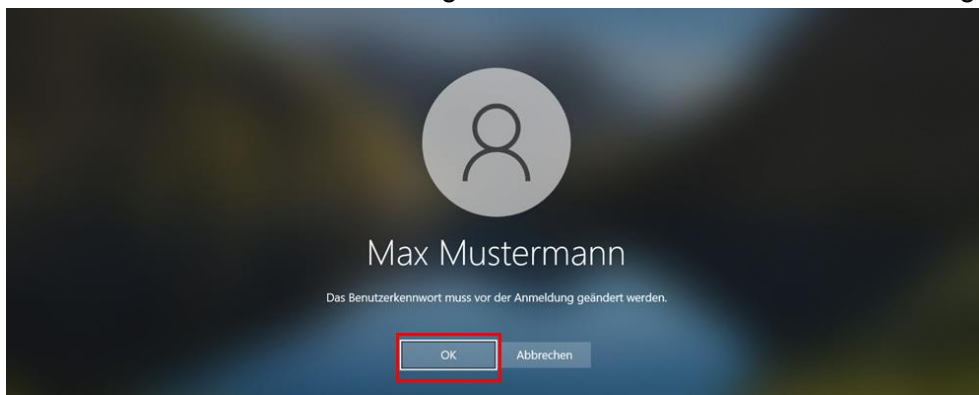 Max Mustermann
Das Benutzerkennwort muss vor der Anmeldung geändert werden.
OK Abbrechen